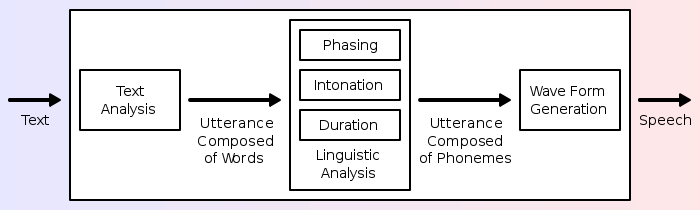 Text
Text
Analysis
Utterance
Composed
of Words
Phasing
Intonation
Duration
Linguistic
Analysis
Utterance
Composed
of Phonemes
Wave Form
Generation
Speech